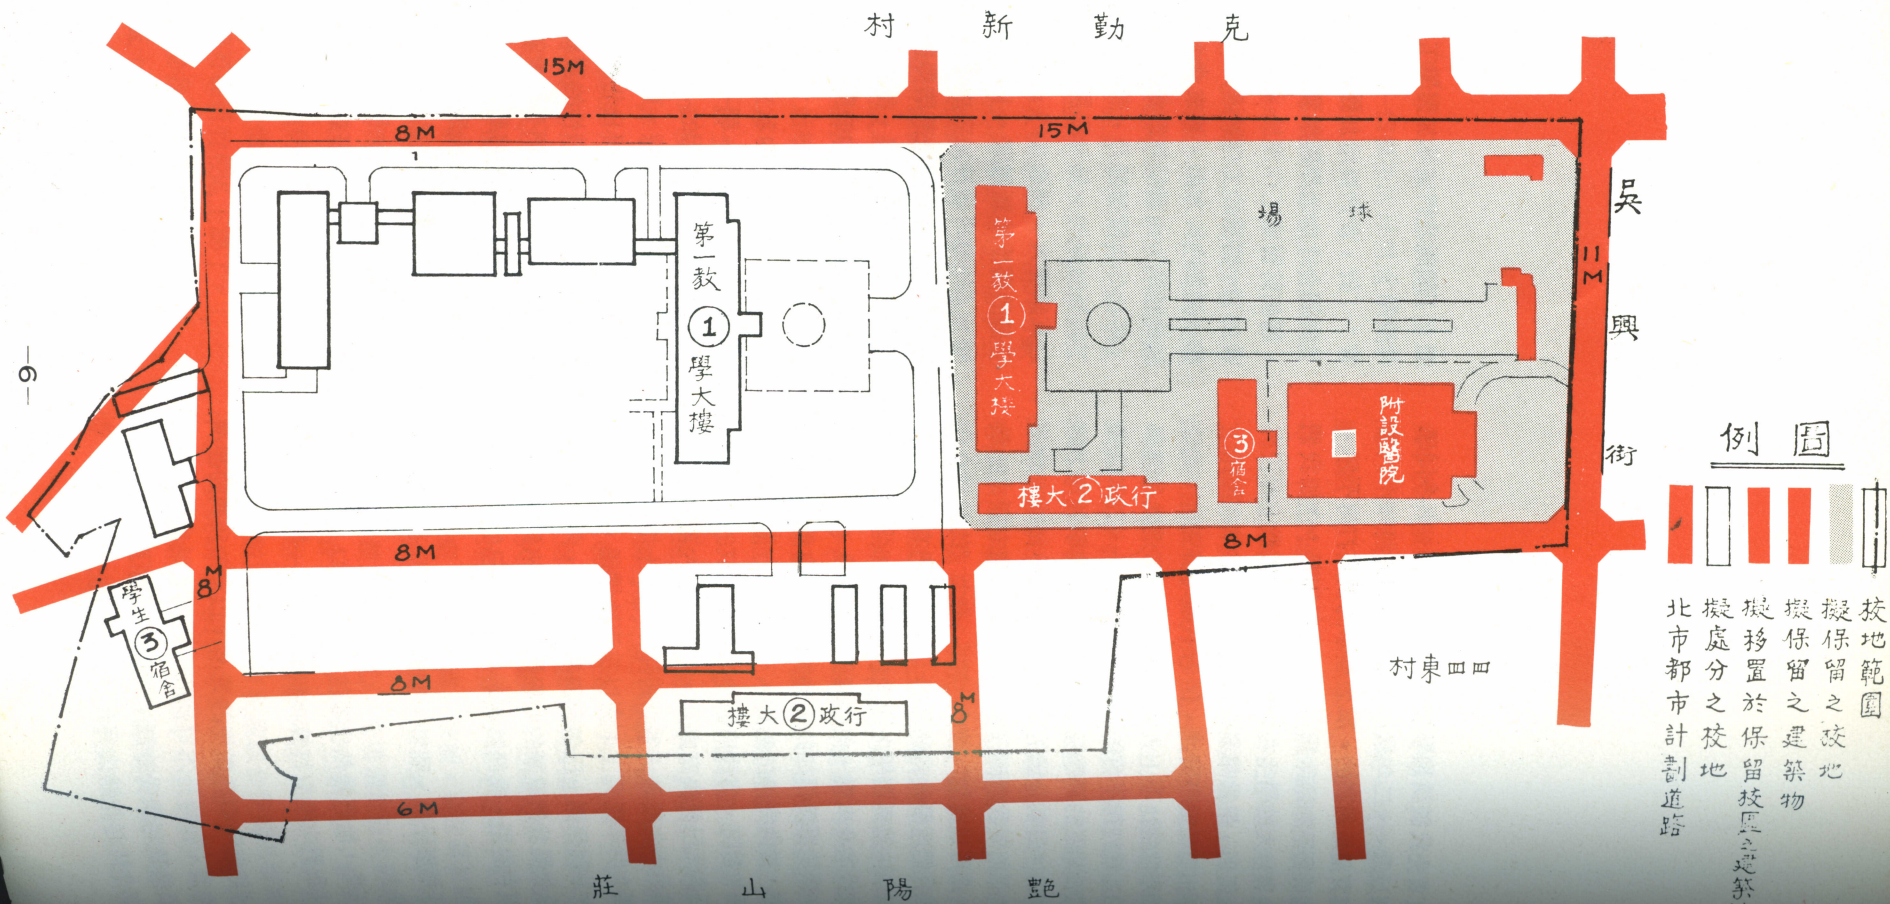 克勤新村
15M
8M
15M
吳興街
11M
球場
第一教①學大樓
第一教①學大樓
行政②大樓
③宿舍
附設醫院
8M
8M
8M
學生③宿舍
8M
行政②大樓
8M
6M
四四東村
艷陽山莊
—6—
圖例
校地範圍
擬保留之校地
擬保留之建築物
擬移置於保留校區之建築
擬處分之校地
北市都市計劃道路